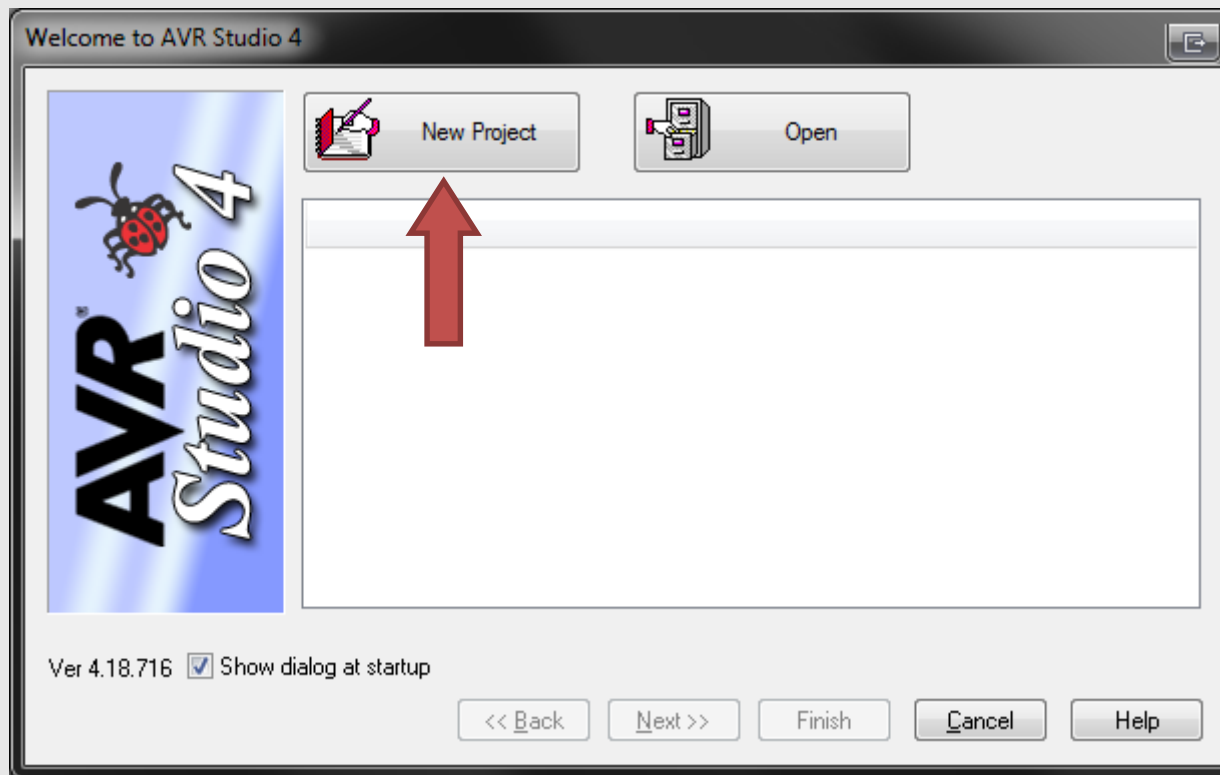 Welcome to AVR Studio 4
New Project
Open
AVR®
Studio 4
Ver 4.18.716 Show dialog at startup
<< Back Next >> Finish Cancel Help